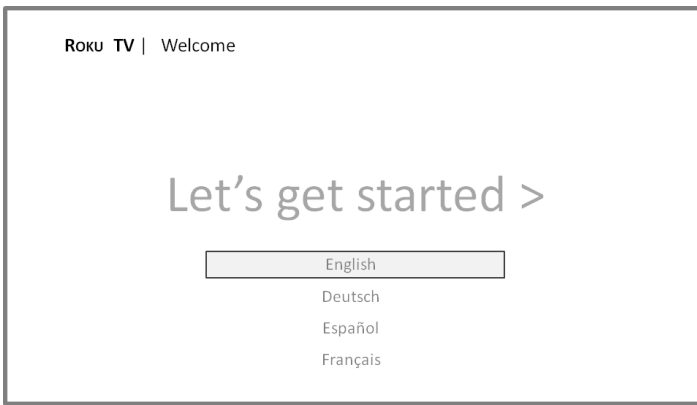 Roku TV | Welcome
Let's get started >
English
Deutsch
Español
Français